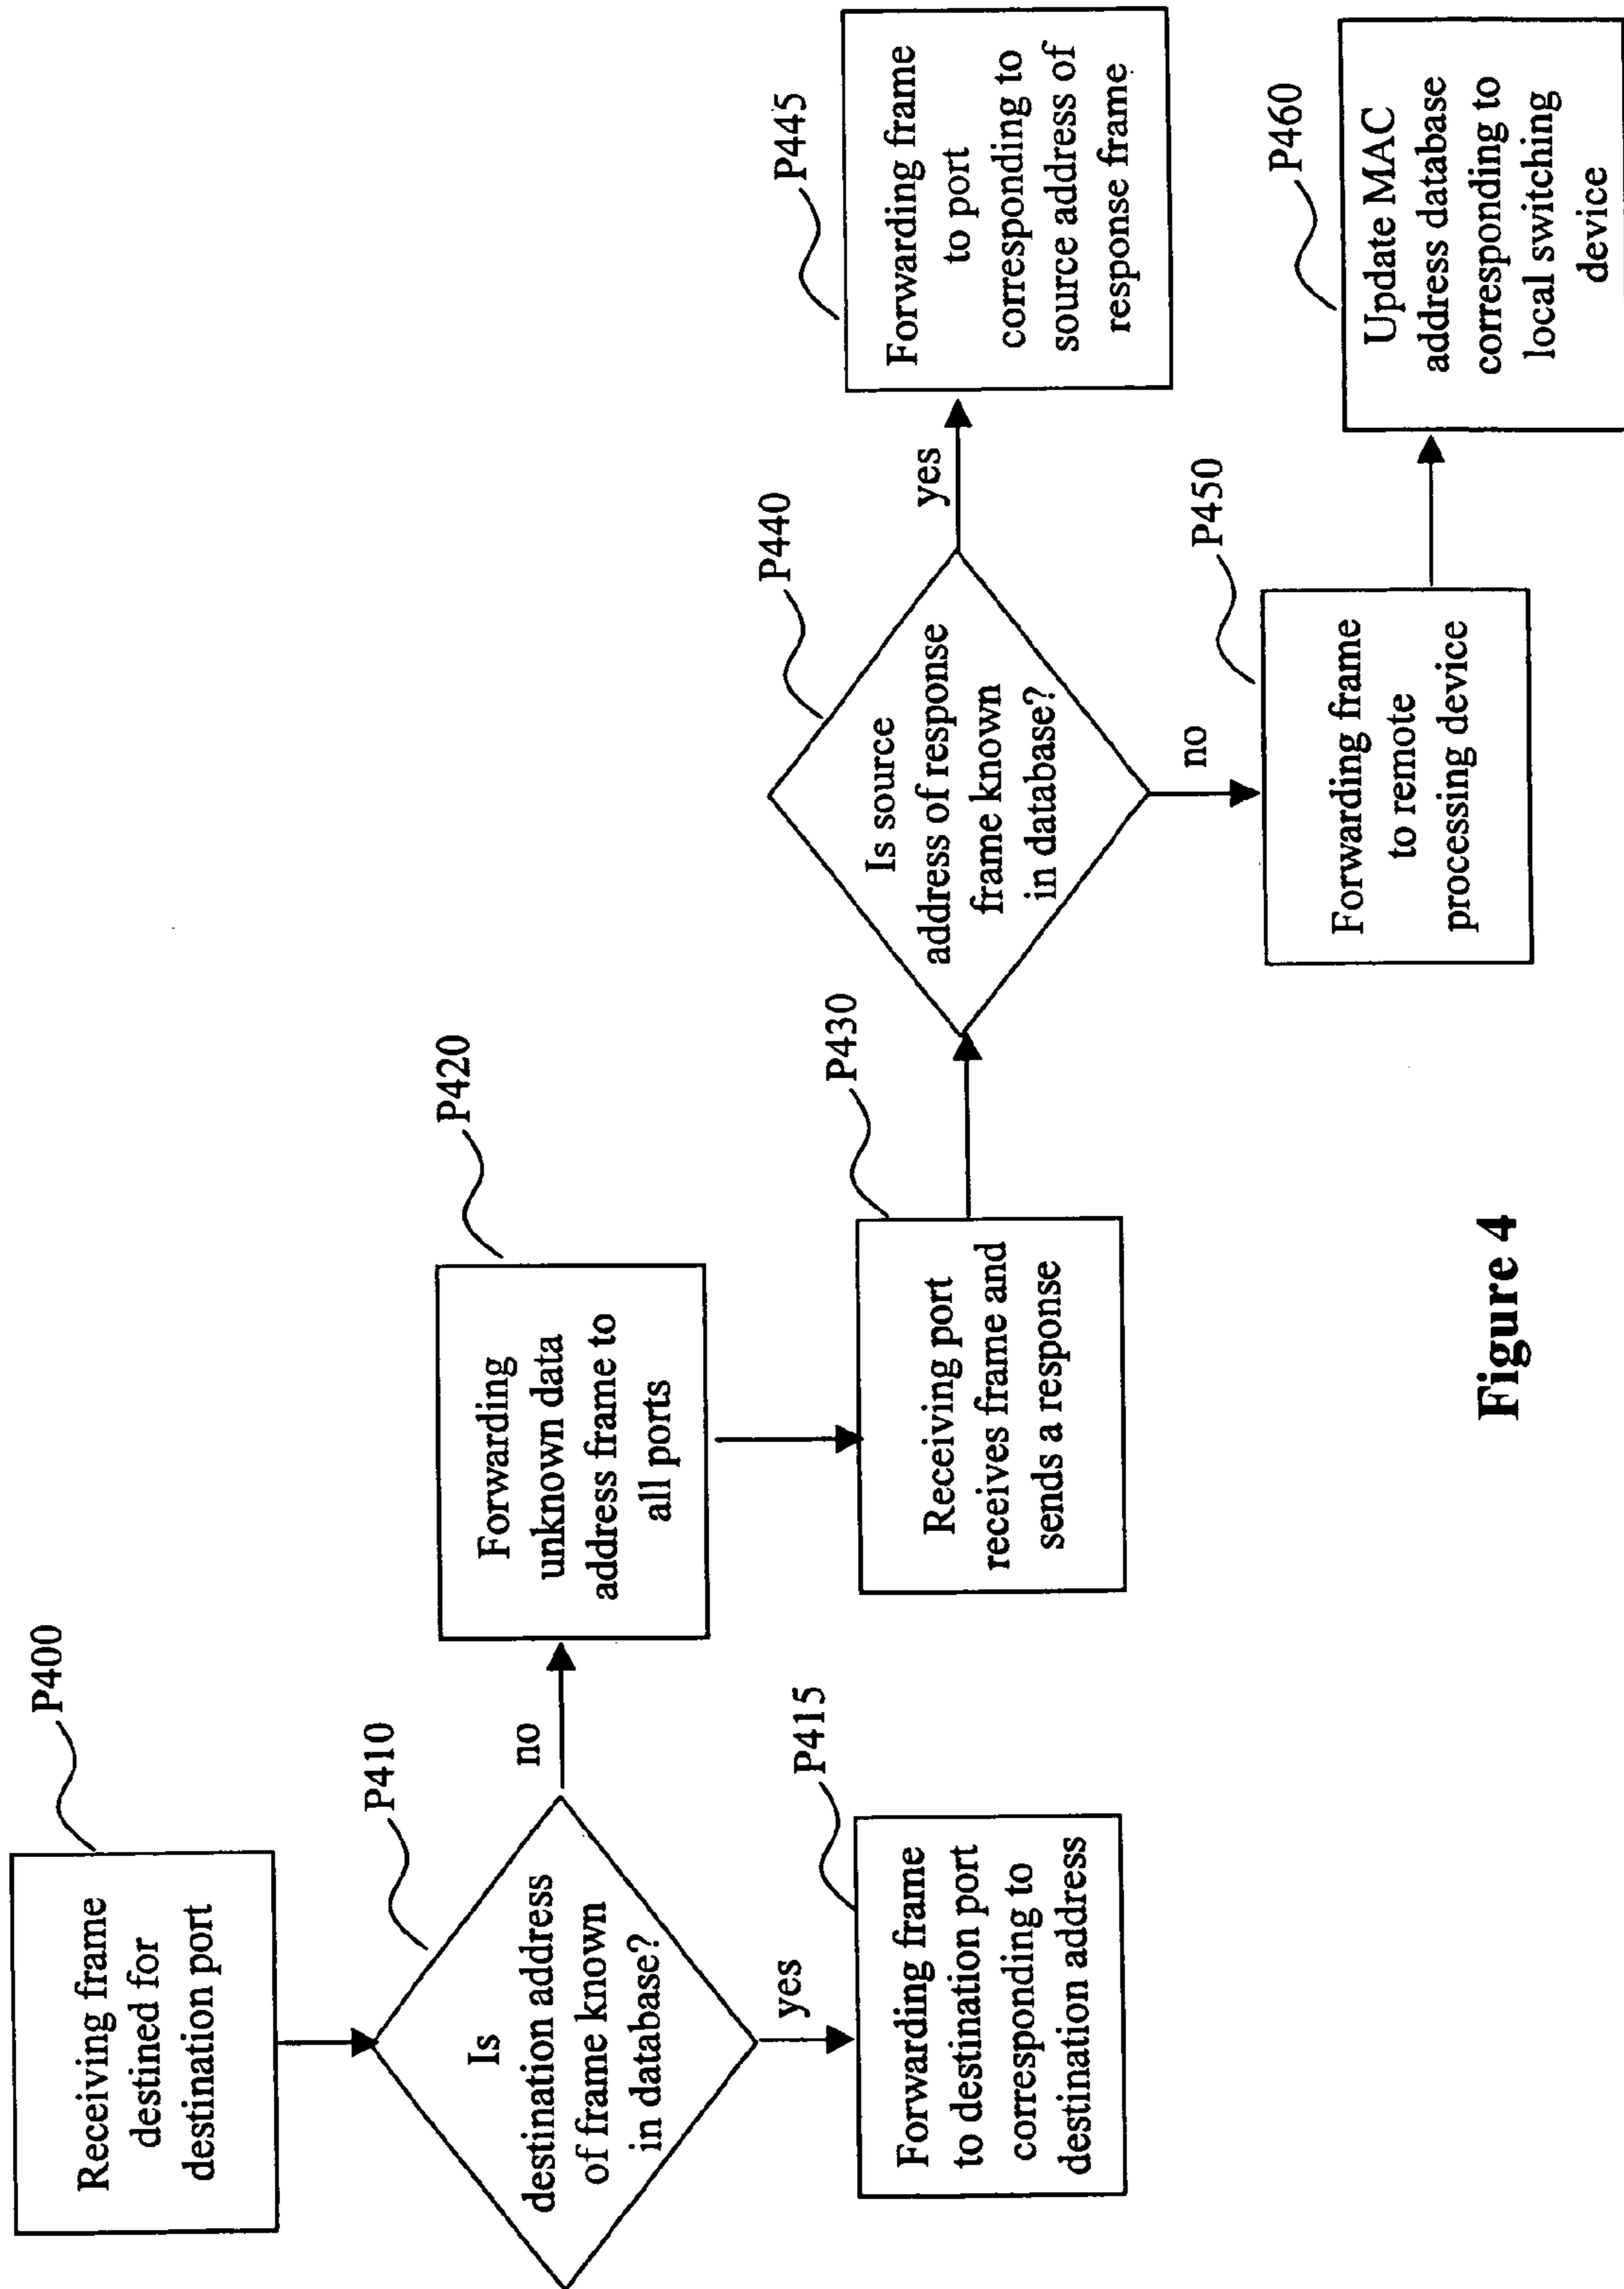 P400
Receiving frame
destined for
destination port
P410
Is
destination address
of frame known
in database?
no
yes
P415
Forwarding frame
to destination port
corresponding to
destination address
P420
Forwarding
unknown data
address frame to
all ports
P430
Receiving port
receives frame and
sends a response
P440
Is source
address of response
frame known
in database?
yes
no
P445
Forwarding frame
to port
corresponding to
source address of
response frame
P450
Forwarding frame
to remote
processing device
P460
Update MAC
address database
corresponding to
local switching
device
Figure 4